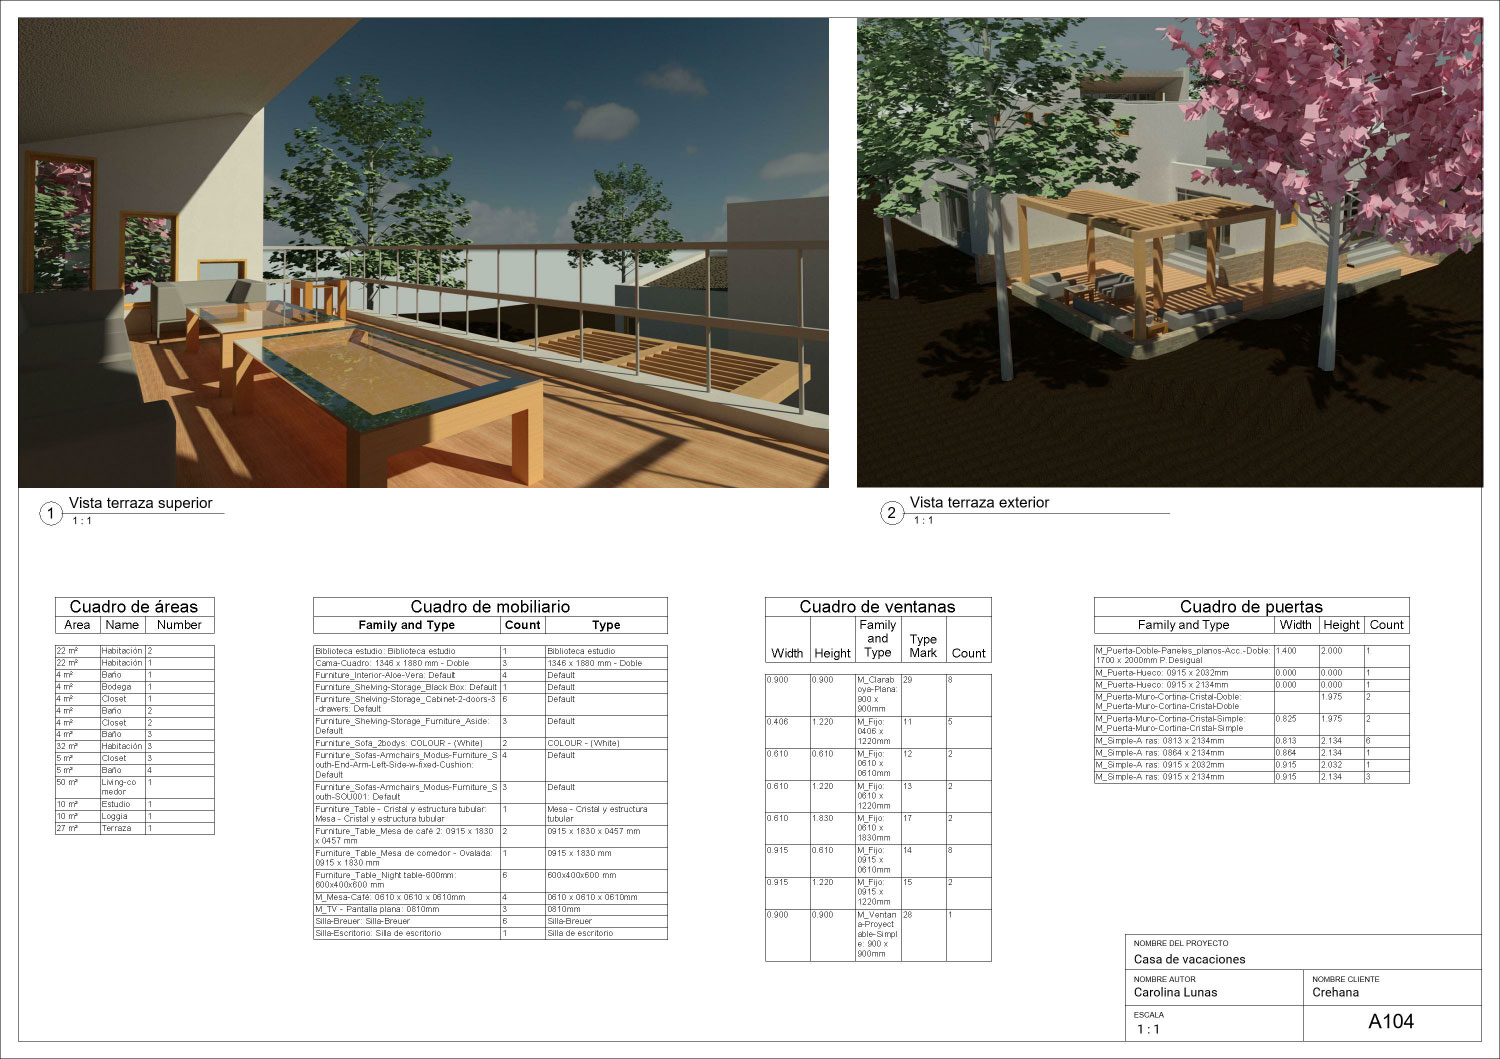 1
Vista terraza superior
1 : 1
2
Vista terraza exterior
1 : 1
Cuadro de áreas
Area Name Number
22 m² Habitación 2
22 m² Habitación 1
4 m² Baño 1
4 m² Bodega 1
4 m² Closet 1
4 m² Baño 2
4 m² Closet 2
4 m² Baño 3
32 m² Habitación 3
5 m² Closet 3
5 m² Baño 4
50 m² Living-co 1
medor
10 m² Estudio 1
10 m² Loggia 1
27 m² Terraza 1
Cuadro de mobiliario
Family and Type Count Type
Biblioteca estudio: Biblioteca estudio 1 Biblioteca estudio
Cama-Cuadro: 1346 x 1880 mm - Doble 3 1346 x 1880 mm - Doble
Furniture_Interior-Aloe-Vera: Default 4 Default
Furniture_Shelving-Storage_Black Box: Default 1 Default
Furniture_Shelving-Storage_Cabinet-2-doors-3 6 Default
-drawers: Default
Furniture_Shelving-Storage_Furniture_Aside: 3 Default
Default
Furniture_Sofa_2bodys: COLOUR - (White) 2 COLOUR - (White)
Furniture_Sofas-Armchairs_Modus-Furniture_S 4 Default
outh-End-Arm-Left-Side-w-fixed-Cushion:
Default
Furniture_Sofas-Armchairs_Modus-Furniture_S 3 Default
outh-SOU001: Default
Furniture_Table - Cristal y estructura tubular: 1 Mesa - Cristal y estructura
Mesa - Cristal y estructura tubular tubular
Furniture_Table_Mesa de café 2: 0915 x 1830 2 0915 x 1830 x 0457 mm
x 0457 mm
Furniture_Table_Mesa de comedor - Ovalada: 1 0915 x 1830 mm
0915 x 1830 mm
Furniture_Table_Night table-600mm: 6 600x400x600 mm
600x400x600 mm
M_Mesa-Café: 0610 x 0610 x 0610mm 4 0610 x 0610 x 0610mm
M_TV - Pantalla plana: 0810mm 3 0810mm
Silla-Breuer: Silla-Breuer 6 Silla-Breuer
Silla-Escritorio: Silla de escritorio 1 Silla de escritorio
Cuadro de ventanas
Family
and Type
Width Height Type Mark Count
0.900 0.900 M_Clarab 29 8
oya-Plana:
900 x
900mm
0.406 1.220 M_Fijo: 11 5
0406 x
1220mm
0.610 0.610 M_Fijo: 12 2
0610 x
0610mm
0.610 1.220 M_Fijo: 13 2
0610 x
1220mm
0.610 1.830 M_Fijo: 17 2
0610 x
1830mm
0.915 0.610 M_Fijo: 14 8
0915 x
0610mm
0.915 1.220 M_Fijo: 15 2
0915 x
1220mm
0.900 0.900 M_Ventan 28 1
a-Proyect
able-Simpl
e: 900 x
900mm
Cuadro de puertas
Family and Type Width Height Count
M_Puerta-Doble-Paneles_planos-Acc.-Doble: 1.400 2.000 1
1700 x 2000mm P.Desigual
M_Puerta-Hueco: 0915 x 2032mm 0.000 0.000 1
M_Puerta-Hueco: 0915 x 2134mm 0.000 0.000 1
M_Puerta-Muro-Cortina-Cristal-Doble: 1.975 2
M_Puerta-Muro-Cortina-Cristal-Doble
M_Puerta-Muro-Cortina-Cristal-Simple: 0.825 1.975 2
M_Puerta-Muro-Cortina-Cristal-Simple
M_Simple-A ras: 0813 x 2134mm 0.813 2.134 6
M_Simple-A ras: 0864 x 2134mm 0.864 2.134 1
M_Simple-A ras: 0915 x 2032mm 0.915 2.032 1
M_Simple-A ras: 0915 x 2134mm 0.915 2.134 3
NOMBRE DEL PROYECTO
Casa de vacaciones
NOMBRE AUTOR
Carolina Lunas
NOMBRE CLIENTE
Crehana
ESCALA
1 : 1
A104